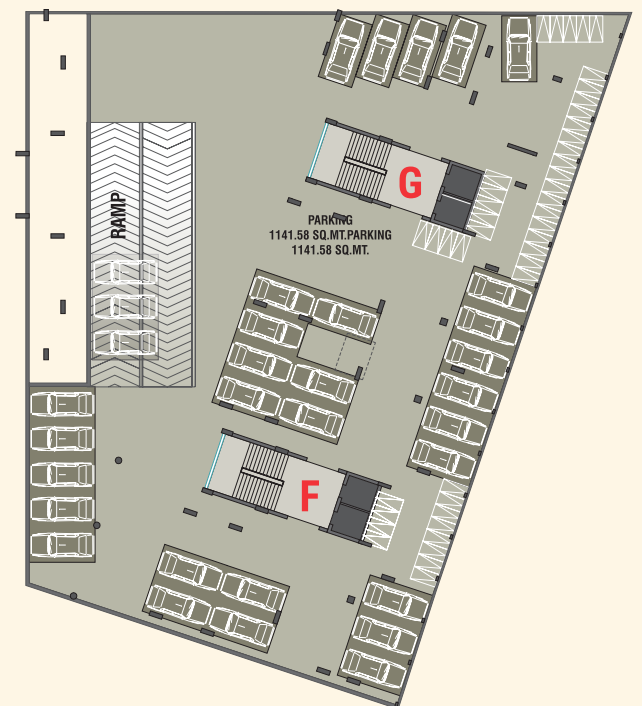 G
RAMP
PARKING
1141.58 SQ.MT.PARKING
1141.58 SQ.MT.
F